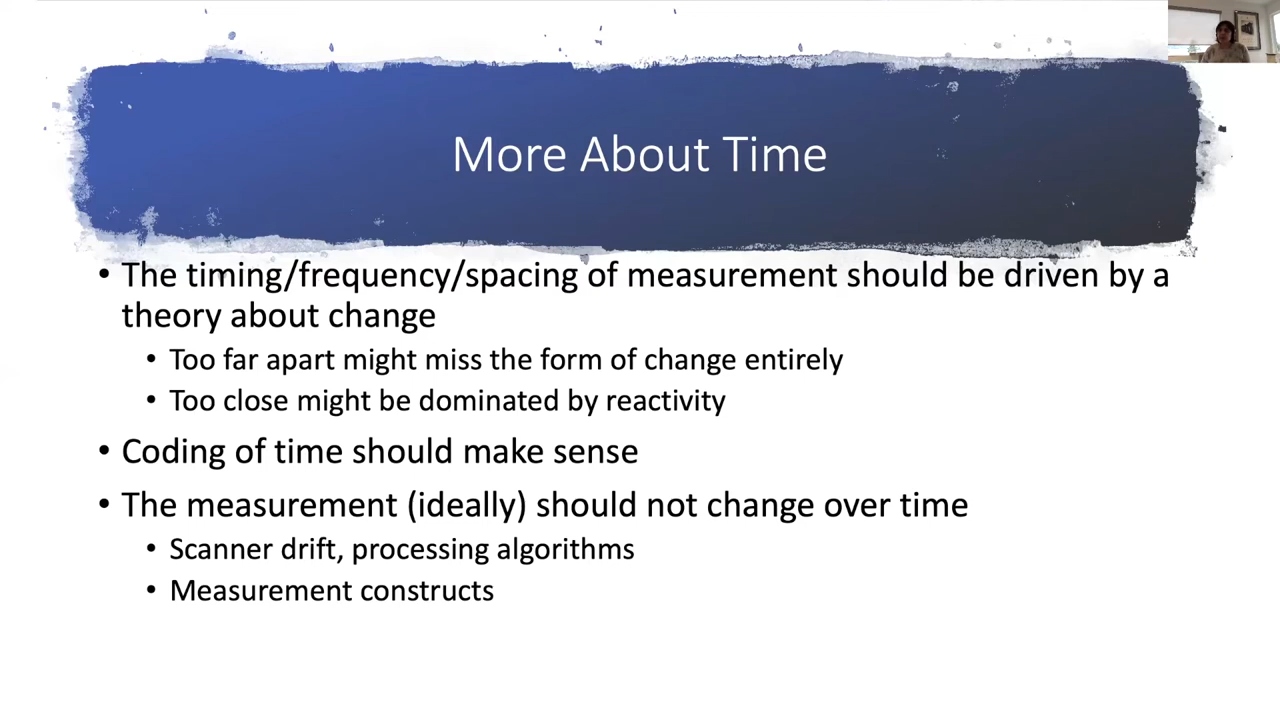 More About Time
• The timing/frequency/spacing of measurement should be driven by a
theory about change
• Too far apart might miss the form of change entirely
• Too close might be dominated by reactivity
• Coding of time should make sense
• The measurement (ideally) should not change over time
• Scanner drift, processing algorithms
• Measurement constructs